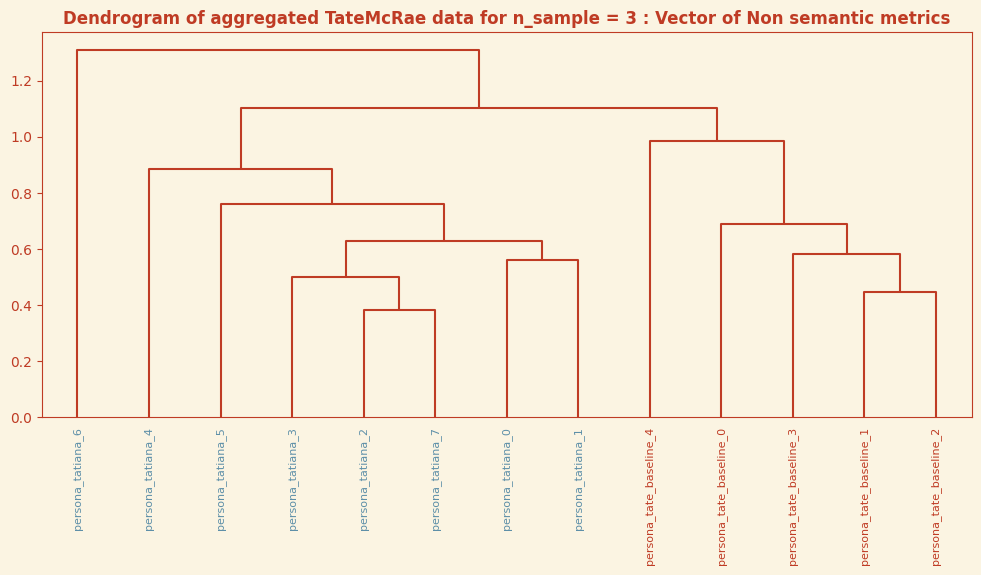 Dendrogram of aggregated TateMcRae data for n_sample = 3 : Vector of Non semantic metrics
1.2
1.0
0.8
0.6
0.4
0.2
0.0
persona_tatiana_6
persona_tatiana_4
persona_tatiana_5
persona_tatiana_3
persona_tatiana_2
persona_tatiana_7
persona_tatiana_0
persona_tatiana_1
persona_tate_baseline_4
persona_tate_baseline_0
persona_tate_baseline_3
persona_tate_baseline_1
persona_tate_baseline_2